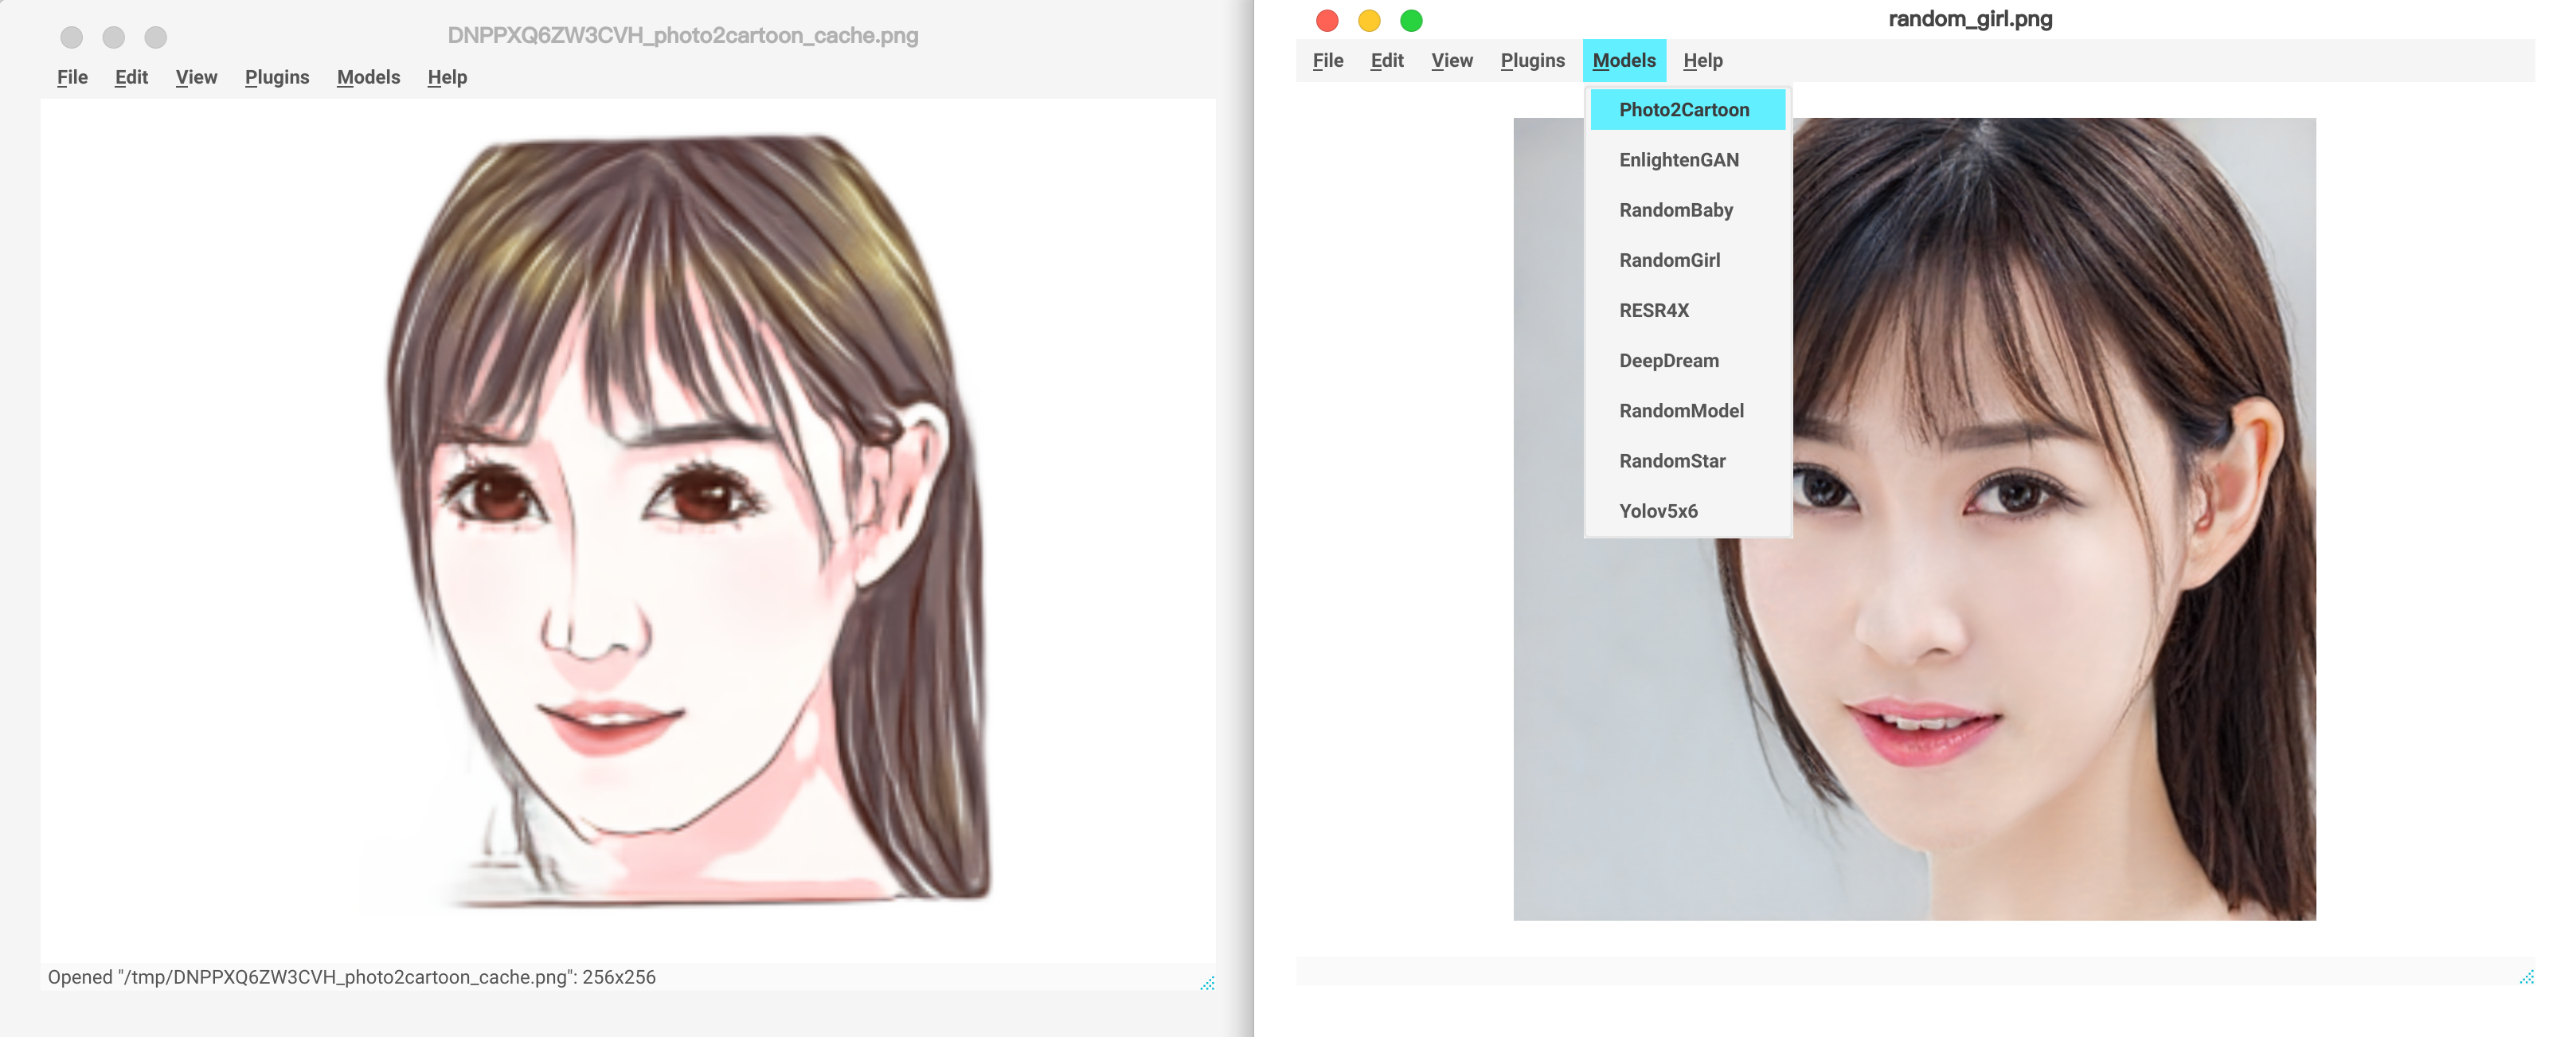 DNPPXQ6ZW3CVH_photo2cartoon_cache.png
File Edit View Plugins Models Help
Opened "/tmp/DNPPXQ6ZW3CVH_photo2cartoon_cache.png": 256x256
random_girl.png
File Edit View Plugins Models Help
Photo2Cartoon
EnlightenGAN
RandomBaby
RandomGirl
RESR4X
DeepDream
RandomModel
RandomStar
Yolov5x6